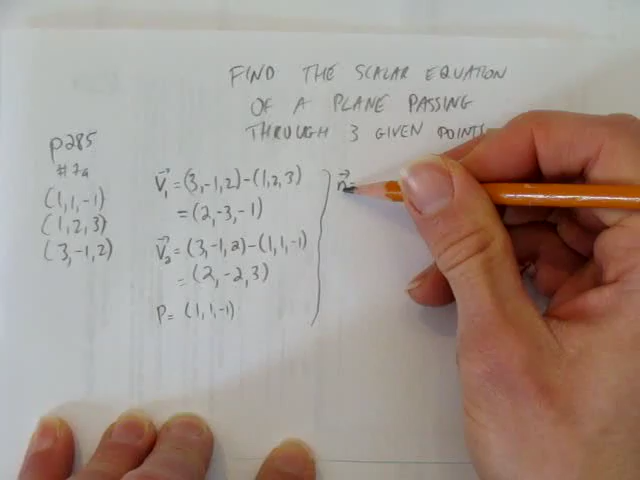 FIND THE SCALAR EQUATION
OF A PLANE PASSING
THROUGH 3 GIVEN POINTS
p285
#7a
(1,1,-1)
(1,2,3)
(3,-1,2)
V⃗₁ = (3,-1,2)-(1,2,3)
= (2,-3,-1)
V⃗₂ = (3,-1,2)-(1,1,-1)
= (2,-2,3)
P= (1,1,-1)
n⃗=